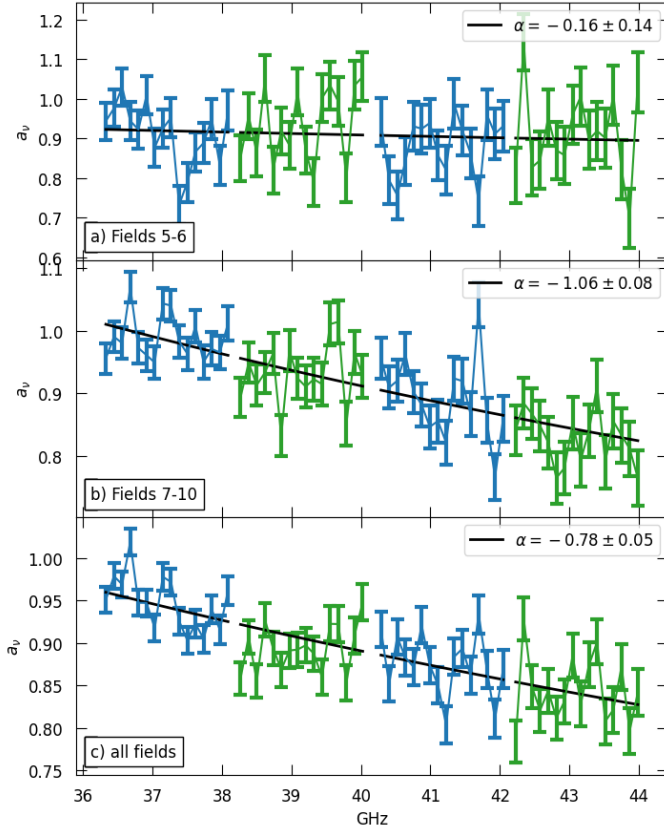 1.2
α = −0.16 ± 0.14
1.1
1.0
a_ν
0.9
0.8
0.7
0.6
a) Fields 5-6
1.1
α = −1.06 ± 0.08
1.0
a_ν
0.9
0.8
b) Fields 7-10
1.00
α = −0.78 ± 0.05
0.95
0.90
a_ν
0.85
0.80
c) all fields
0.75
36 37 38 39 40 41 42 43 44
GHz